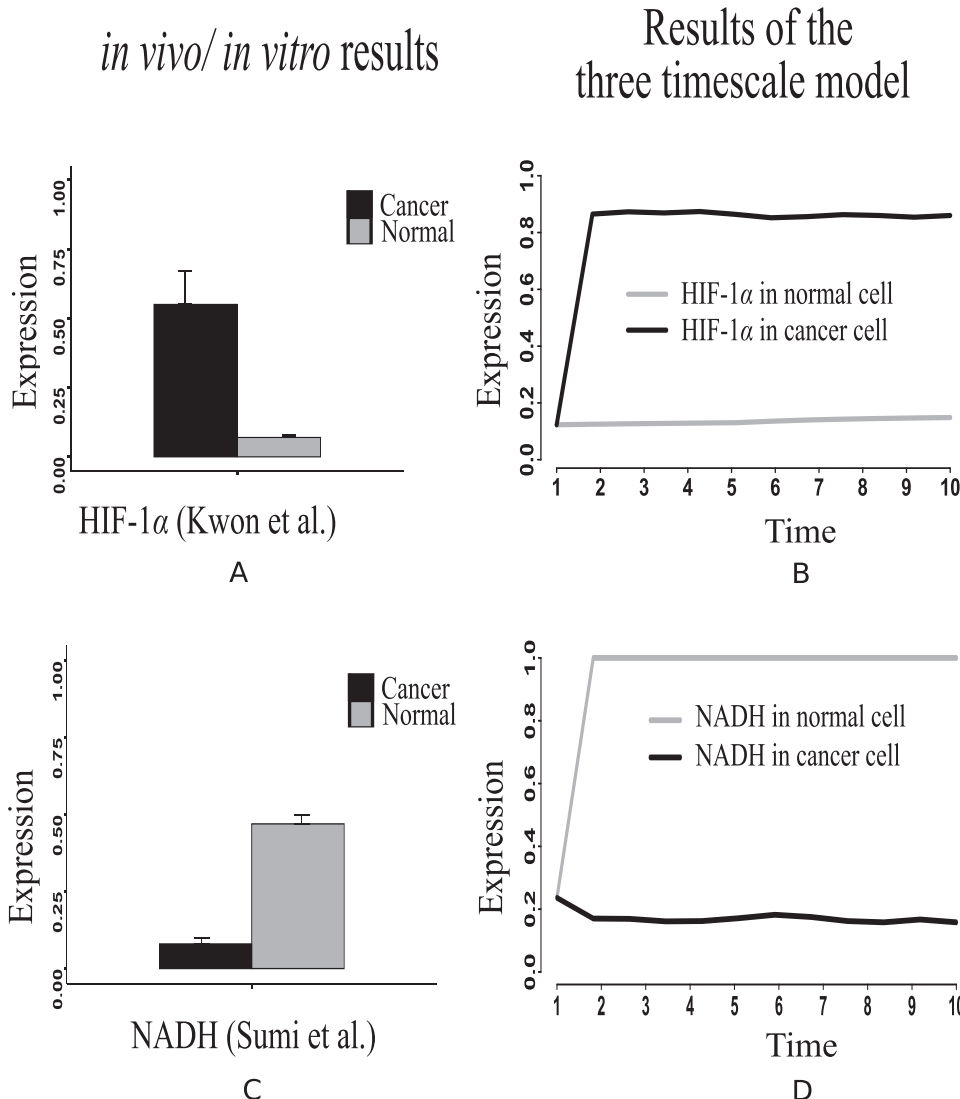 in vivo/ in vitro results
Results of the
three timescale model
Expression
1.00
0.75
0.50
0.25
0.00
Cancer
Normal
HIF-1α (Kwon et al.)
A
Expression
1.0
0.8
0.6
0.4
0.2
0.0
HIF-1α in normal cell
HIF-1α in cancer cell
1 2 3 4 5 6 7 8 9 10
Time
B
Expression
1.00
0.75
0.50
0.25
0.00
Cancer
Normal
NADH (Sumi et al.)
C
Expression
1.0
0.8
0.6
0.4
0.2
0.0
NADH in normal cell
NADH in cancer cell
1 2 3 4 5 6 7 8 9 10
Time
D